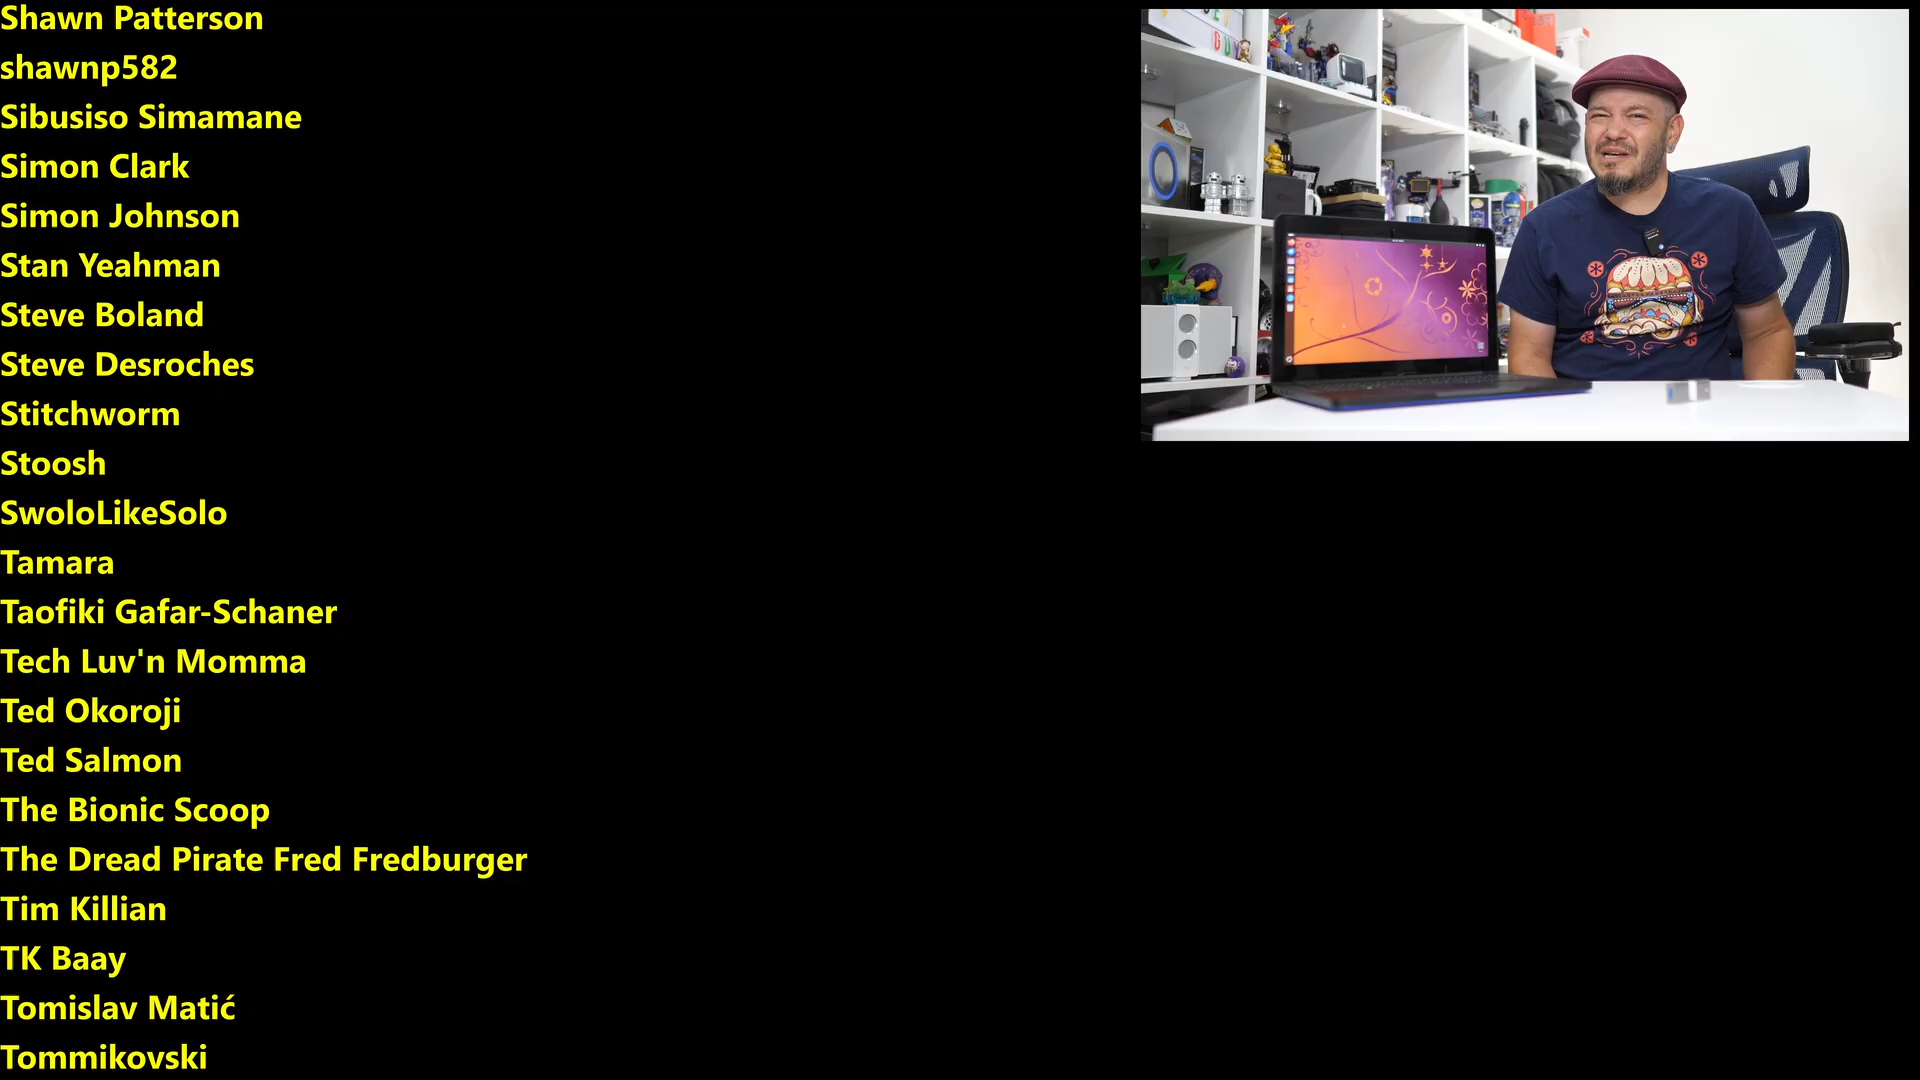 Shawn Patterson
shawnp582
Sibusiso Simamane
Simon Clark
Simon Johnson
Stan Yeahman
Steve Boland
Steve Desroches
Stitchworm
Stoosh
SwoloLikeSolo
Tamara
Taofiki Gafar-Schaner
Tech Luv'n Momma
Ted Okoroji
Ted Salmon
The Bionic Scoop
The Dread Pirate Fred Fredburger
Tim Killian
TK Baay
Tomislav Matić
Tommikovski